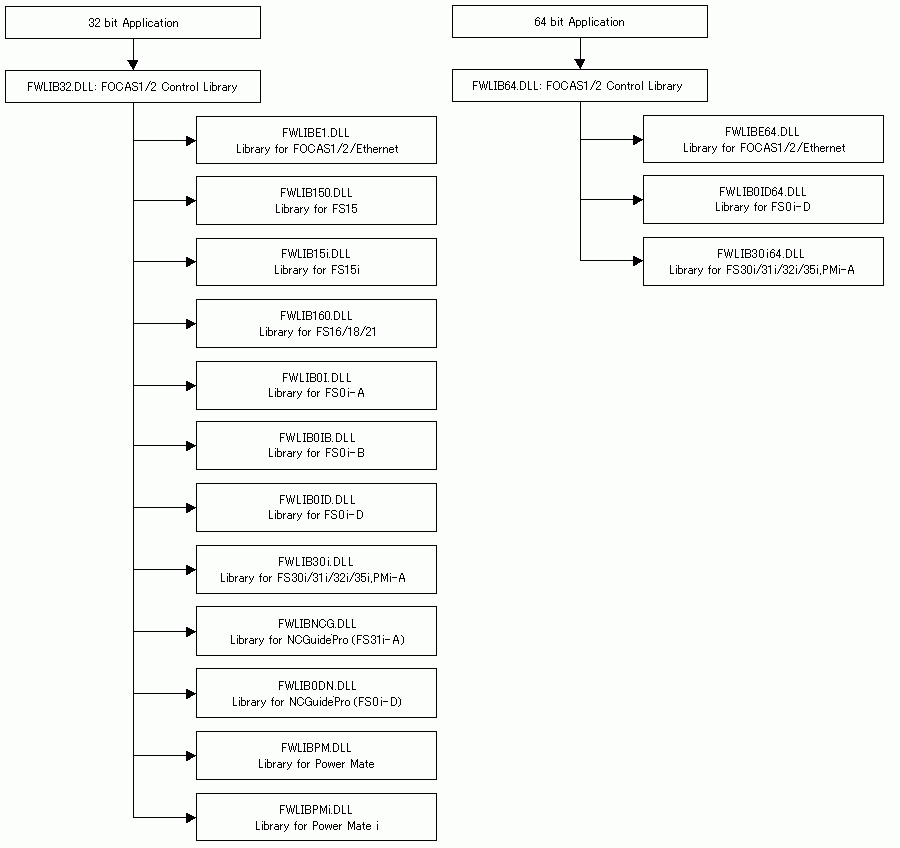 32 bit Application
FWLIB32.DLL: FOCAS1/2 Control Library
FWLIBE1.DLL
Library for FOCAS1/2/Ethernet
FWLIB150.DLL
Library for FS15
FWLIB15i.DLL
Library for FS15i
FWLIB160.DLL
Library for FS16/18/21
FWLIB0I.DLL
Library for FS0i-A
FWLIB0IB.DLL
Library for FS0i-B
FWLIB0ID.DLL
Library for FS0i-D
FWLIB30i.DLL
Library for FS30i/31i/32i/35i,PMi-A
FWLIBNCG.DLL
Library for NCGuidePro(FS31i-A)
FWLIB0DN.DLL
Library for NCGuidePro(FS0i-D)
FWLIBPM.DLL
Library for Power Mate
FWLIBPMi.DLL
Library for Power Mate i
64 bit Application
FWLIB64.DLL: FOCAS1/2 Control Library
FWLIBE64.DLL
Library for FOCAS1/2/Ethernet
FWLIB0ID64.DLL
Library for FS0i-D
FWLIB30i64.DLL
Library for FS30i/31i/32i/35i,PMi-A